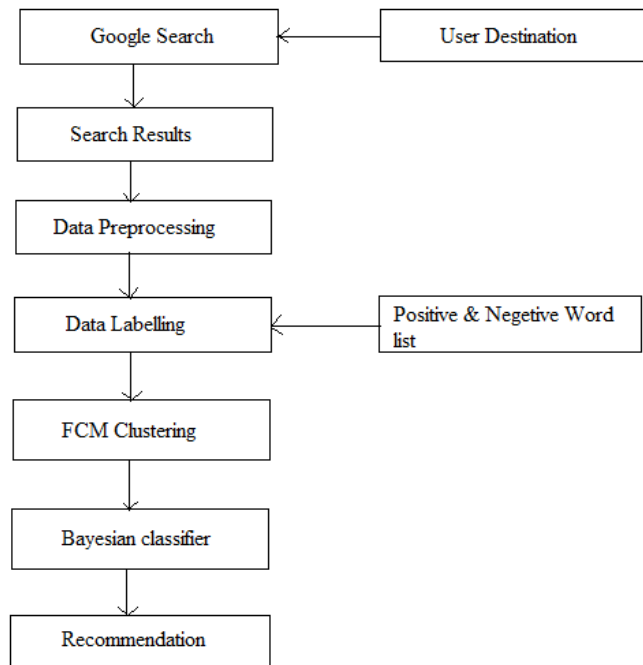 Google Search
User Destination
Search Results
Data Preprocessing
Data Labelling
Positive & Negetive Word
list
FCM Clustering
Bayesian classifier
Recommendation